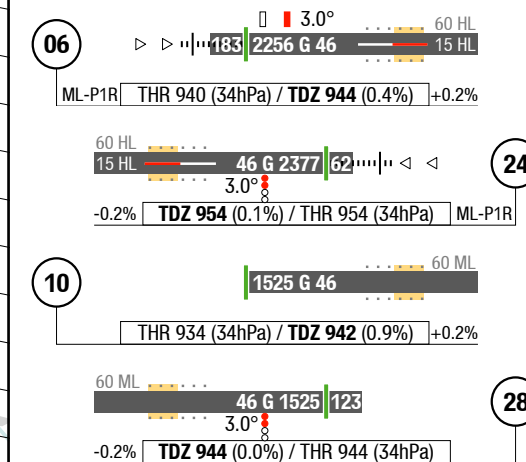 3.0° 60 HL
06 183 2256 G 46 15 HL
ML-P1R THR 940 (34hPa) / TDZ 944 (0.4%) +0.2%
60 HL
15 HL 46 G 2377 62 24
3.0°
-0.2% TDZ 954 (0.1%) / THR 954 (34hPa) ML-P1R
60 ML
10 1525 G 46
THR 934 (34hPa) / TDZ 942 (0.9%) +0.2%
60 ML
46 G 1525 123 28
3.0°
-0.2% TDZ 944 (0.0%) / THR 944 (34hPa)